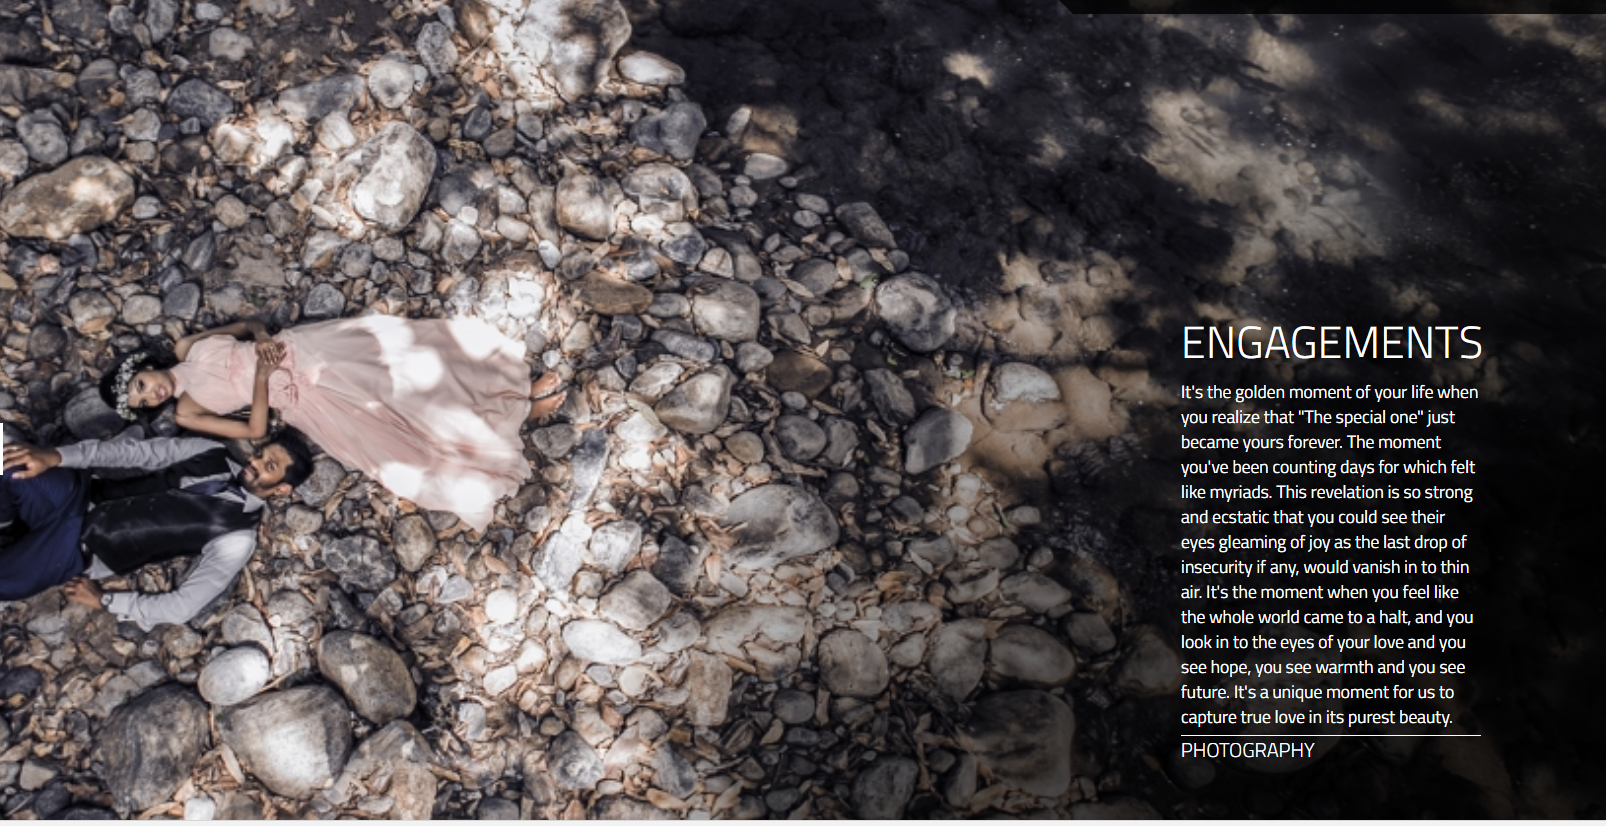 ENGAGEMENTS
It's the golden moment of your life when
you realize that "The special one" just
became yours forever. The moment
you've been counting days for which felt
like myriads. This revelation is so strong
and ecstatic that you could see their
eyes gleaming of joy as the last drop of
insecurity if any, would vanish in to thin
air. It's the moment when you feel like
the whole world came to a halt, and you
look in to the eyes of your love and you
see hope, you see warmth and you see
future. It's a unique moment for us to
capture true love in its purest beauty.
PHOTOGRAPHY